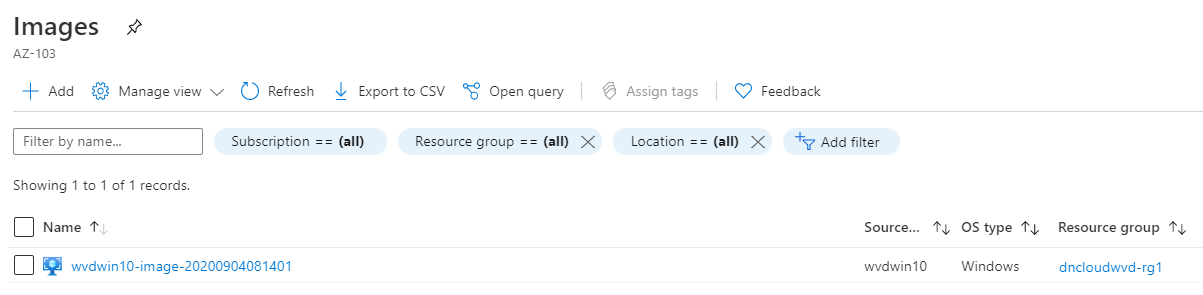 Images
AZ-103
Add Manage view Refresh Export to CSV Open query Assign tags Feedback
Filter by name... Subscription == (all) Resource group == (all) Location == (all) Add filter
Showing 1 to 1 of 1 records.
Name Source... OS type Resource group
wvdwin10-image-20200904081401 wvdwin10 Windows dncloudwvd-rg1